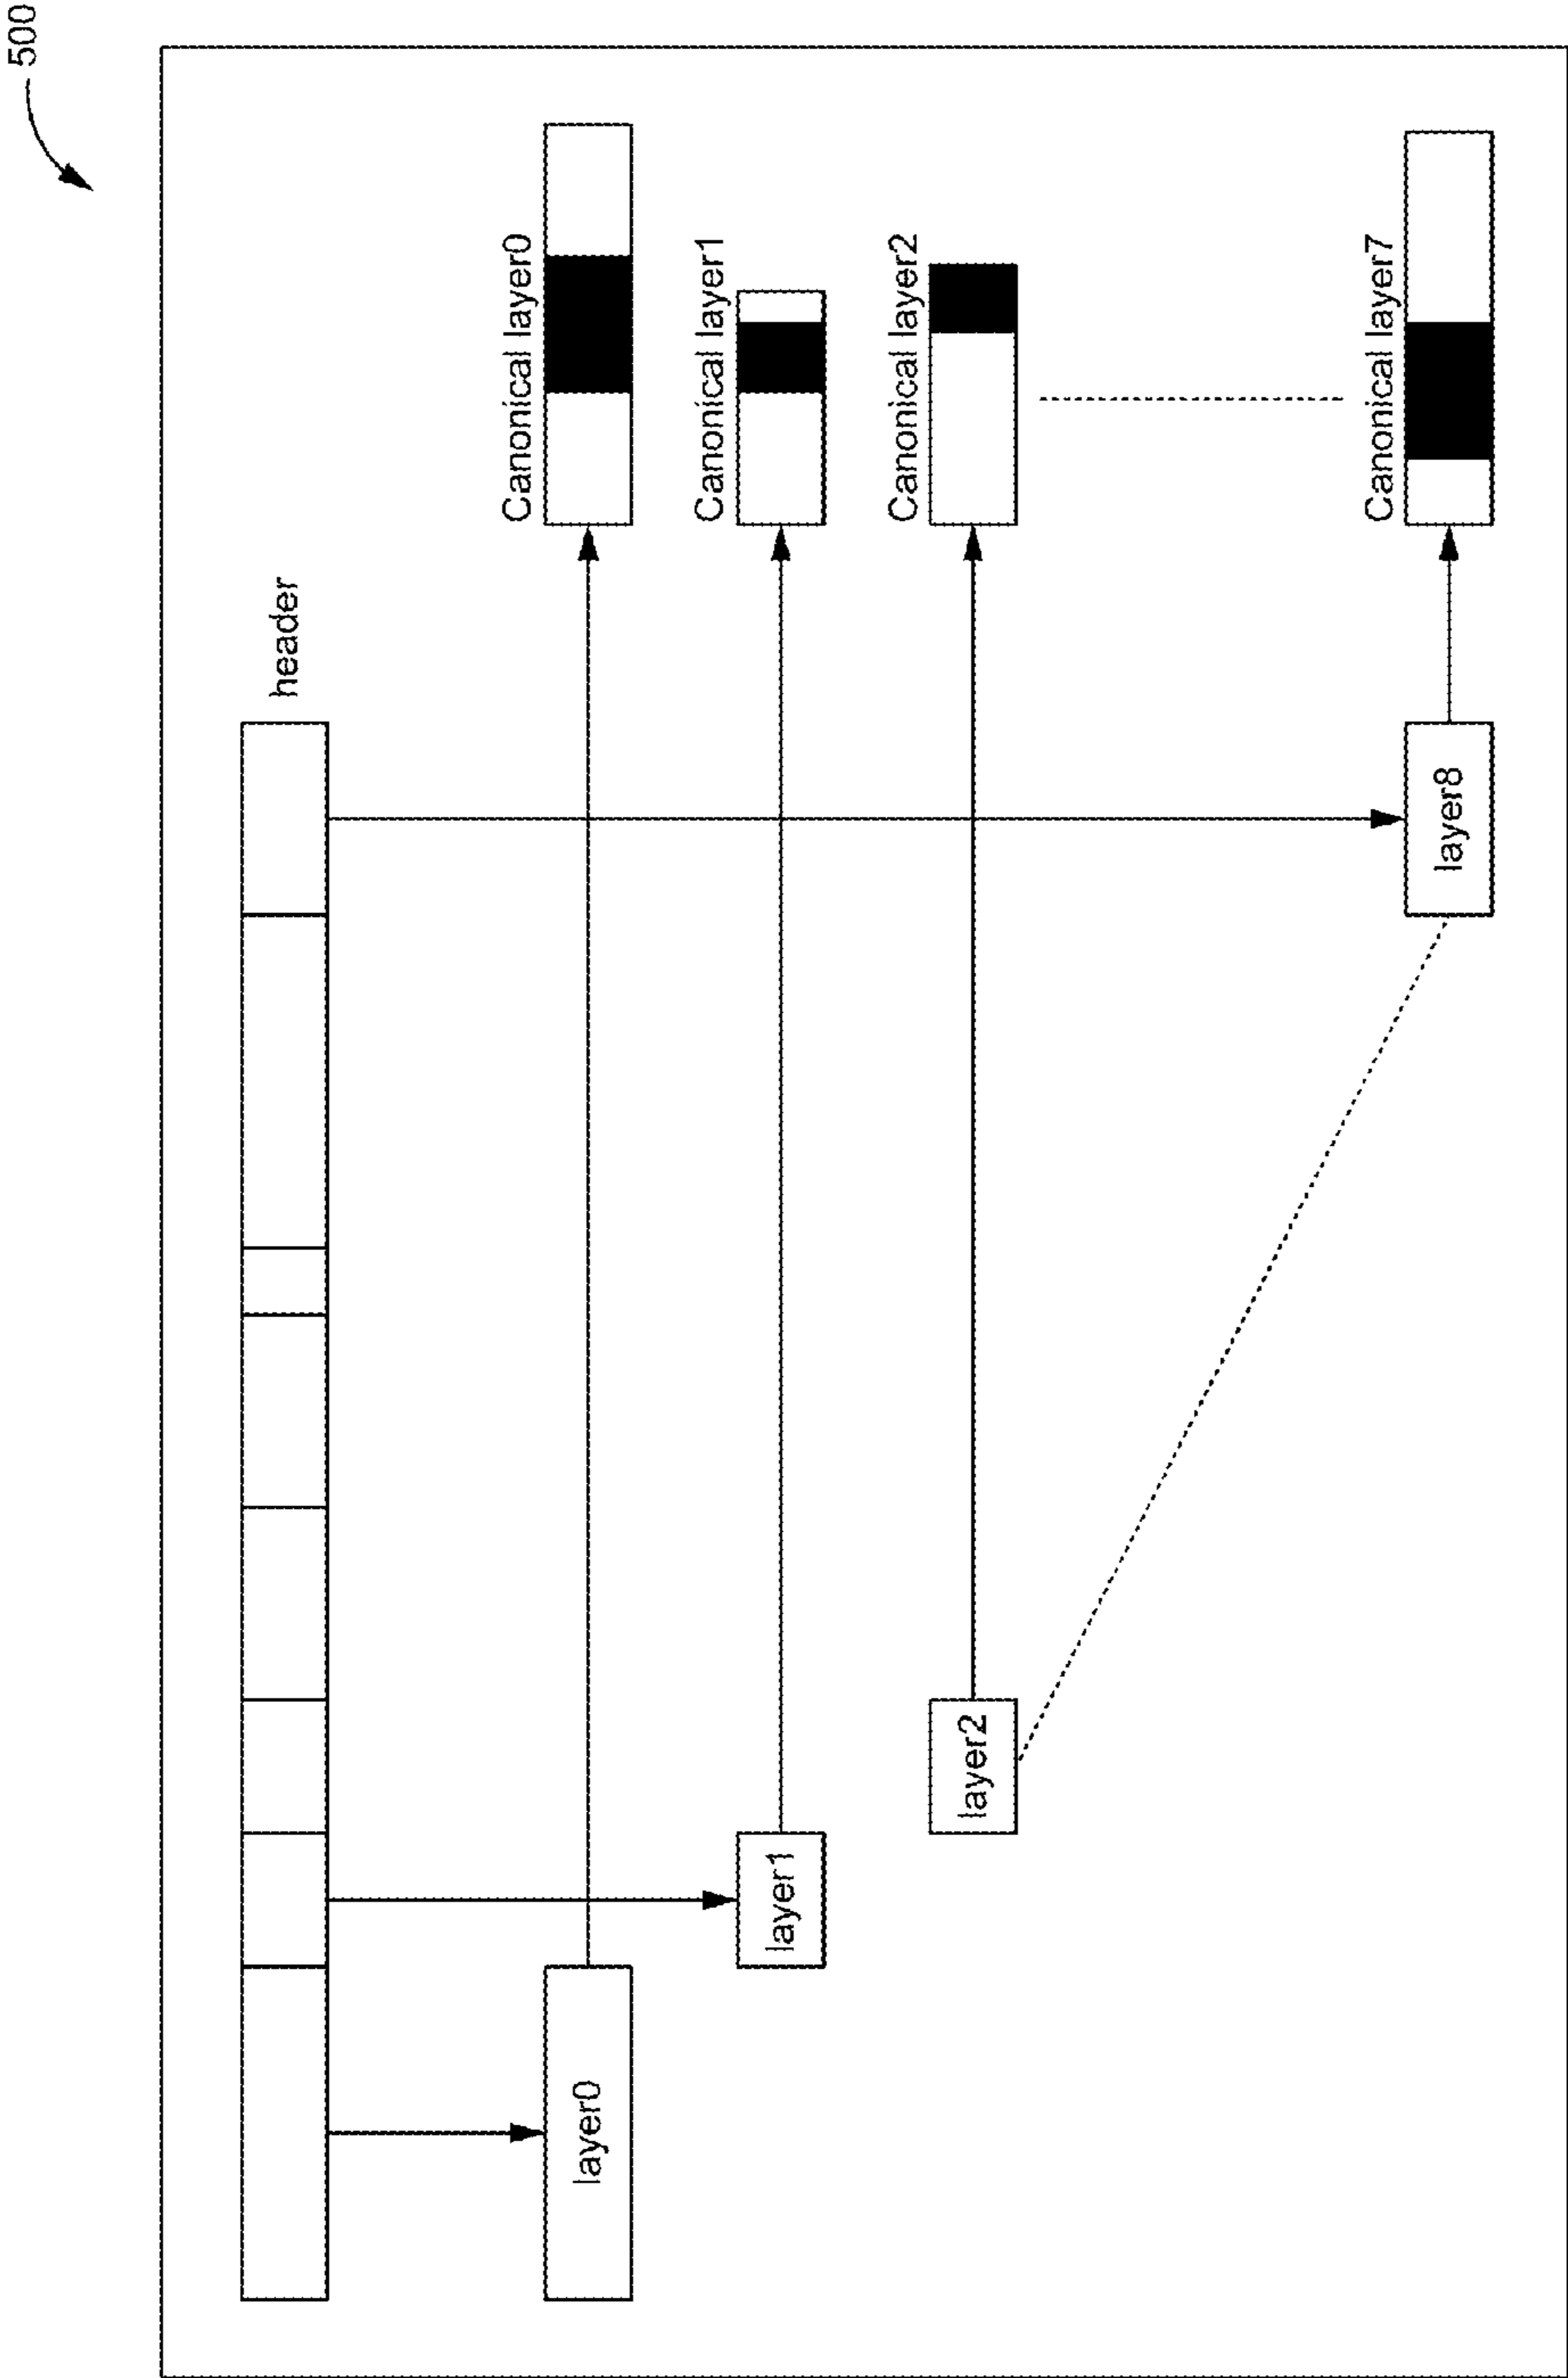 500
header
Canonical layer0
layer0
Canonical layer1
layer1
Canonical layer2
layer2
Canonical layer7
layer8